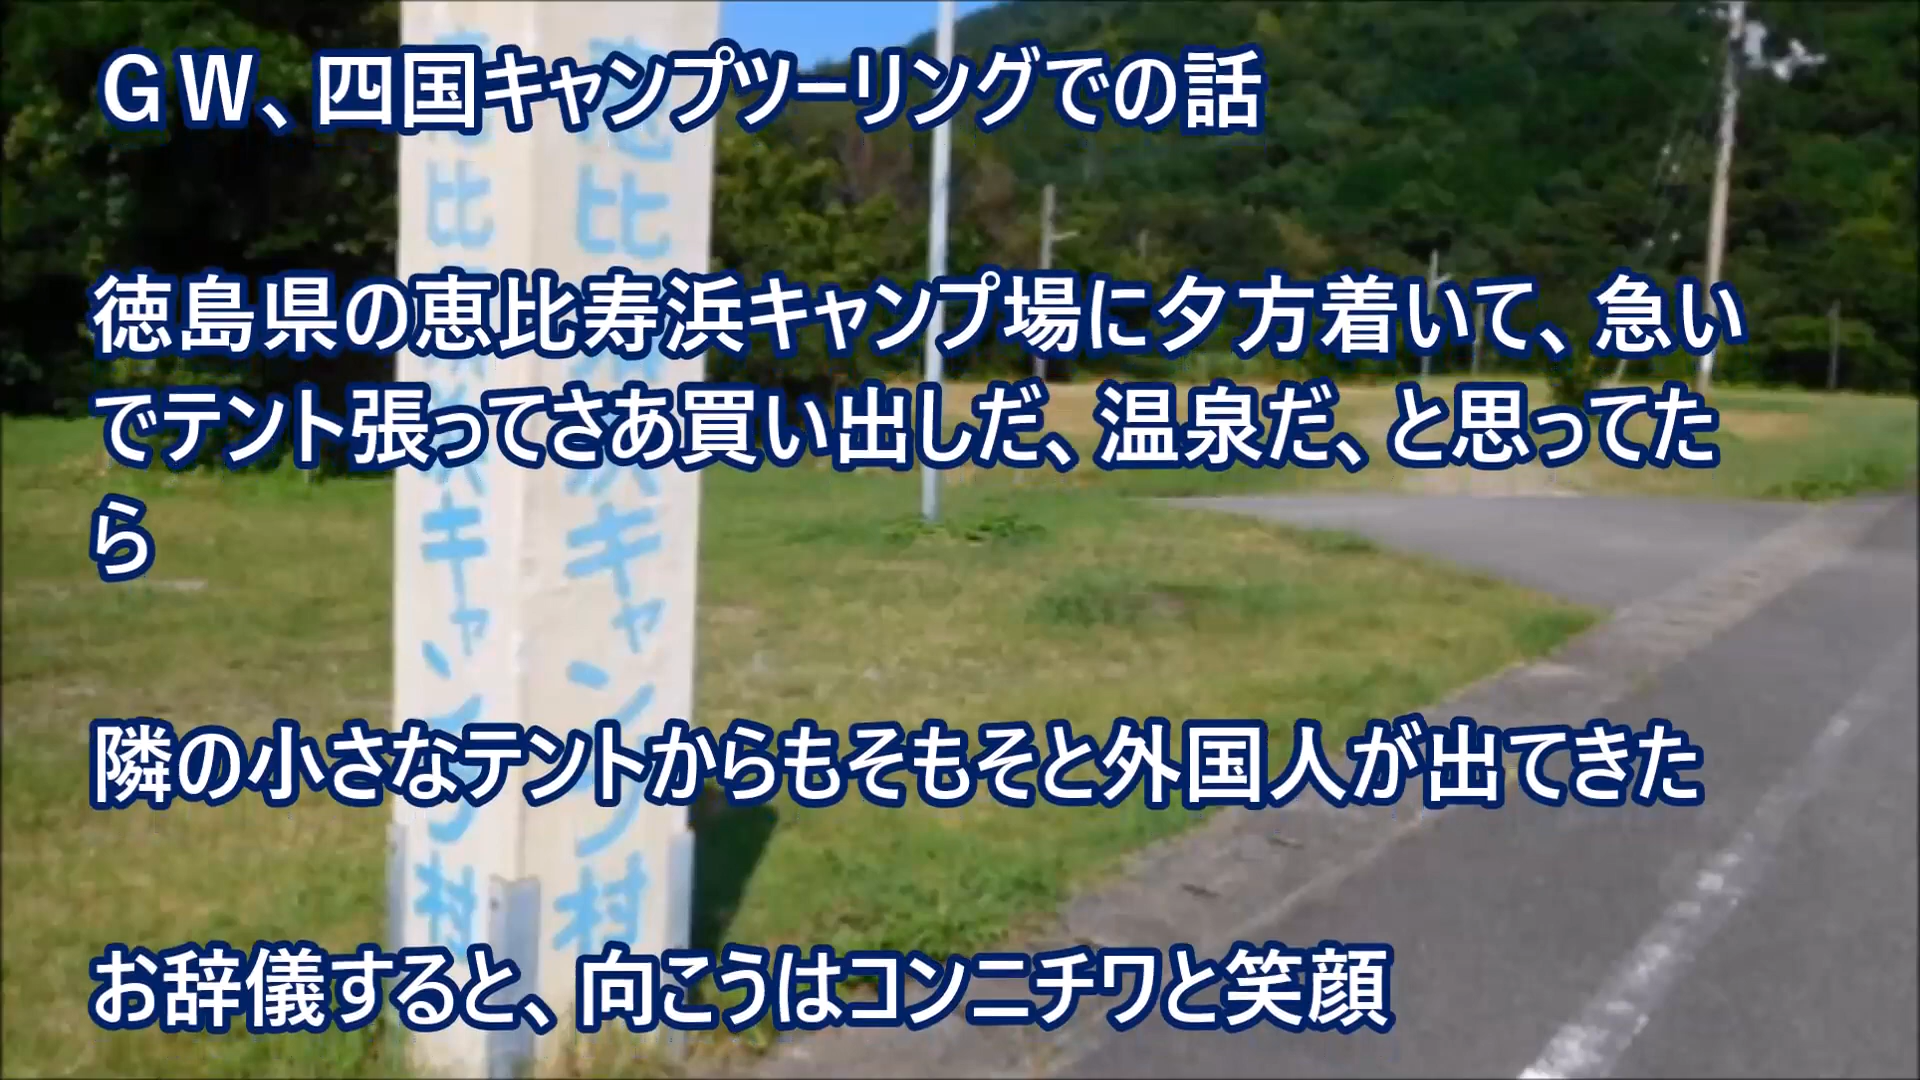 ＧＷ、四国キャンプツーリングでの話
徳島県の恵比寿浜キャンプ場に夕方着いて、急い
でテント張ってさあ買い出しだ、温泉だ、と思ってた
ら
隣の小さなテントからもそもそと外国人が出てきた
お辞儀すると、向こうはコンニチワと笑顔